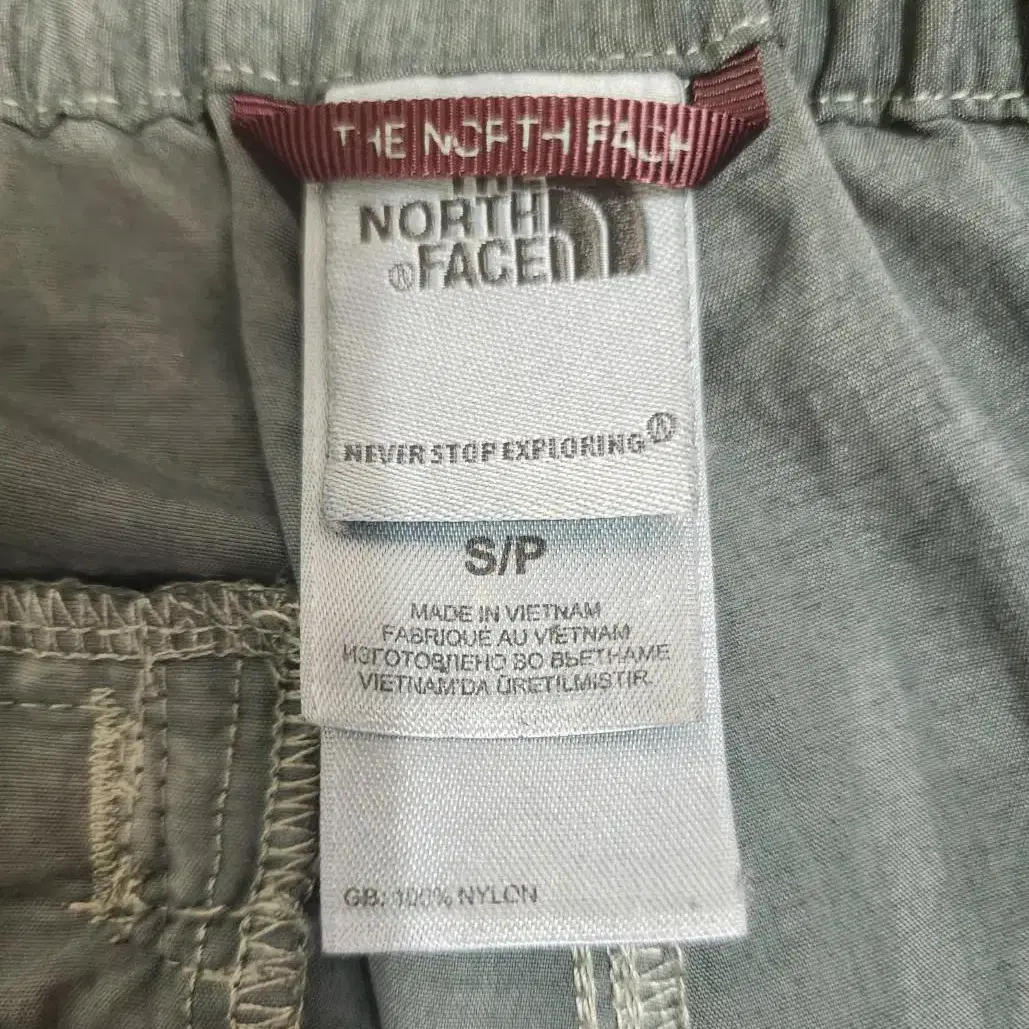 THE NORTH FACE
THE
NORTH
® FACE
NEVER STOP EXPLORING ®
S/P
MADE IN VIETNAM
FABRIQUE AU VIETNAM
ИЗГОТОВЛЕНО ВО ВЬЕТНАМЕ
VIETNAM'DA ÜRETILMISTIR.
GB: 100% NYLON